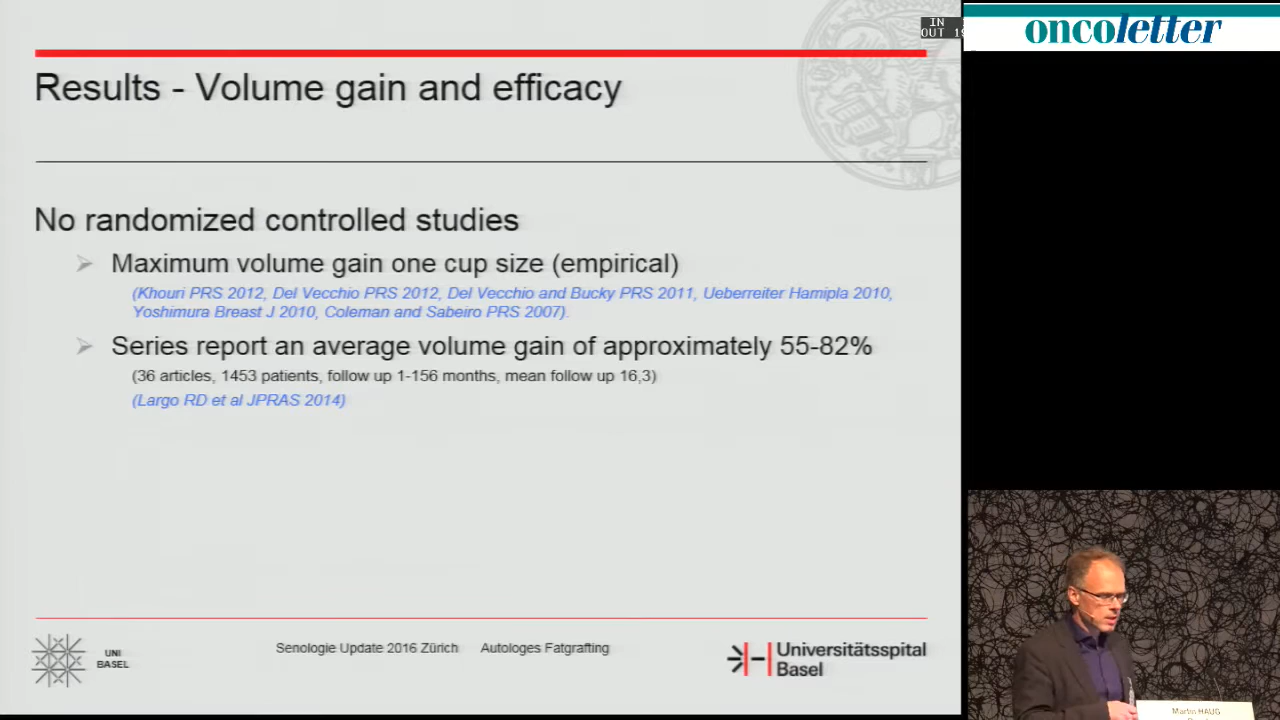 IN
OUT
oncoletter
Results - Volume gain and efficacy
No randomized controlled studies
Maximum volume gain one cup size (empirical)
(Khouri PRS 2012, Del Vecchio PRS 2012, Del Vecchio and Bucky PRS 2011, Ueberreiter Hamipla 2010,
Yoshimura Breast J 2010, Coleman and Sabeiro PRS 2007).
Series report an average volume gain of approximately 55-82%
(36 articles, 1453 patients, follow up 1-156 months, mean follow up 16,3)
(Largo RD et al JPRAS 2014)
UNI
BASEL
Senologie Update 2016 Zürich Autologes Fatgrafting
Universitätsspital
Basel
Martin HAUG